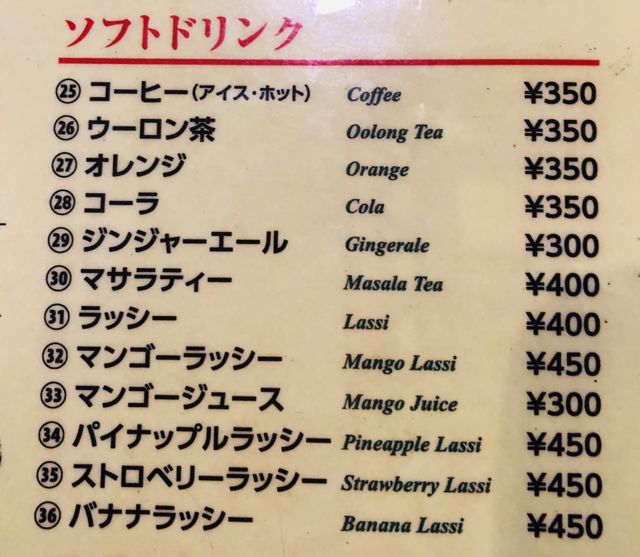 ソフトドリンク
㉕ コーヒー(アイス・ホット) Coffee ¥350
㉖ ウーロン茶 Oolong Tea ¥350
㉗ オレンジ Orange ¥350
㉘ コーラ Cola ¥350
㉙ ジンジャーエール Gingerale ¥300
㉚ マサラティー Masala Tea ¥400
㉛ ラッシー Lassi ¥400
㉜ マンゴーラッシー Mango Lassi ¥450
㉝ マンゴージュース Mango Juice ¥300
㉞ パイナップルラッシー Pineapple Lassi ¥450
㉟ ストロベリーラッシー Strawberry Lassi ¥450
㊱ バナナラッシー Banana Lassi ¥450